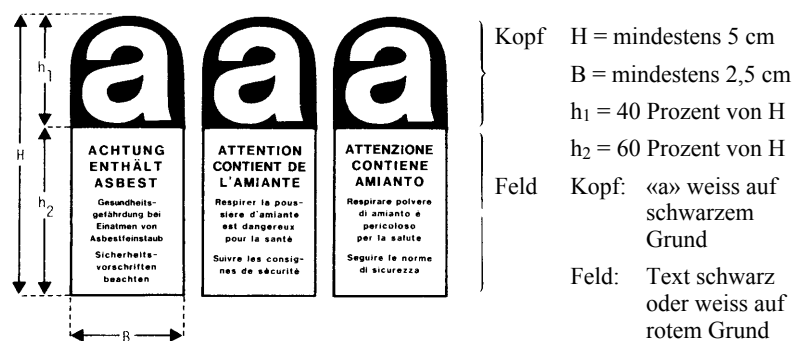 H
h1
h2
B
a
ACHTUNG
ENTHÄLT
ASBEST
Gesundheits-
gefährdung bei
Einatmen von
Asbestfeinstaub
Sicherheits-
vorschriften
beachten
a
ATTENTION
CONTIENT DE
L'AMIANTE
Respirer la pous-
siere d'amiante
est dangereux
pour la santé
Suivre les consig-
nes de sécurité
a
ATTENZIONE
CONTIENE
AMIANTO
Respirare polvere
di amianto é
pericoloso
per la salute
Seguire le norme
di sicurezza
Kopf H = mindestens 5 cm
B = mindestens 2,5 cm
h1 = 40 Prozent von H
h2 = 60 Prozent von H
Feld Kopf: «a» weiss auf
schwarzem
Grund
Feld: Text schwarz
oder weiss auf
rotem Grund